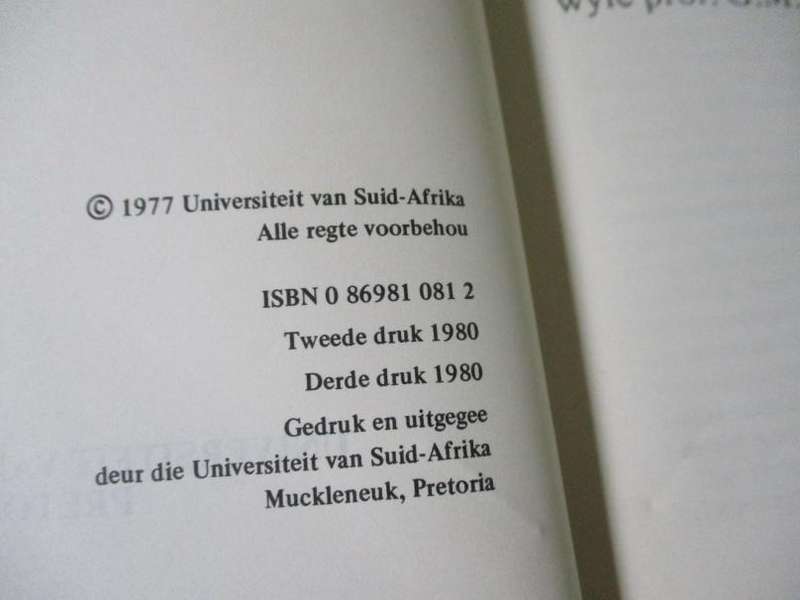 © 1977 Universiteit van Suid-Afrika
Alle regte voorbehou
ISBN 0 86981 081 2
Tweede druk 1980
Derde druk 1980
Gedruk en uitgegee
deur die Universiteit van Suid-Afrika
Muckleneuk, Pretoria